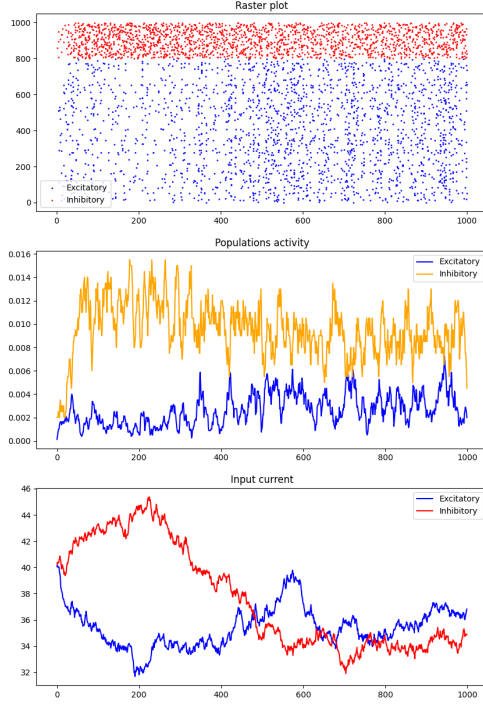 Raster plot
1000
800
600
400
200
0
Excitatory
Inhibitory
0 200 400 600 800 1000
Populations activity
0.016
0.014
0.012
0.010
0.008
0.006
0.004
0.002
0.000
Excitatory
Inhibitory
0 200 400 600 800 1000
Input current
46
44
42
40
38
36
34
32
Excitatory
Inhibitory
0 200 400 600 800 1000